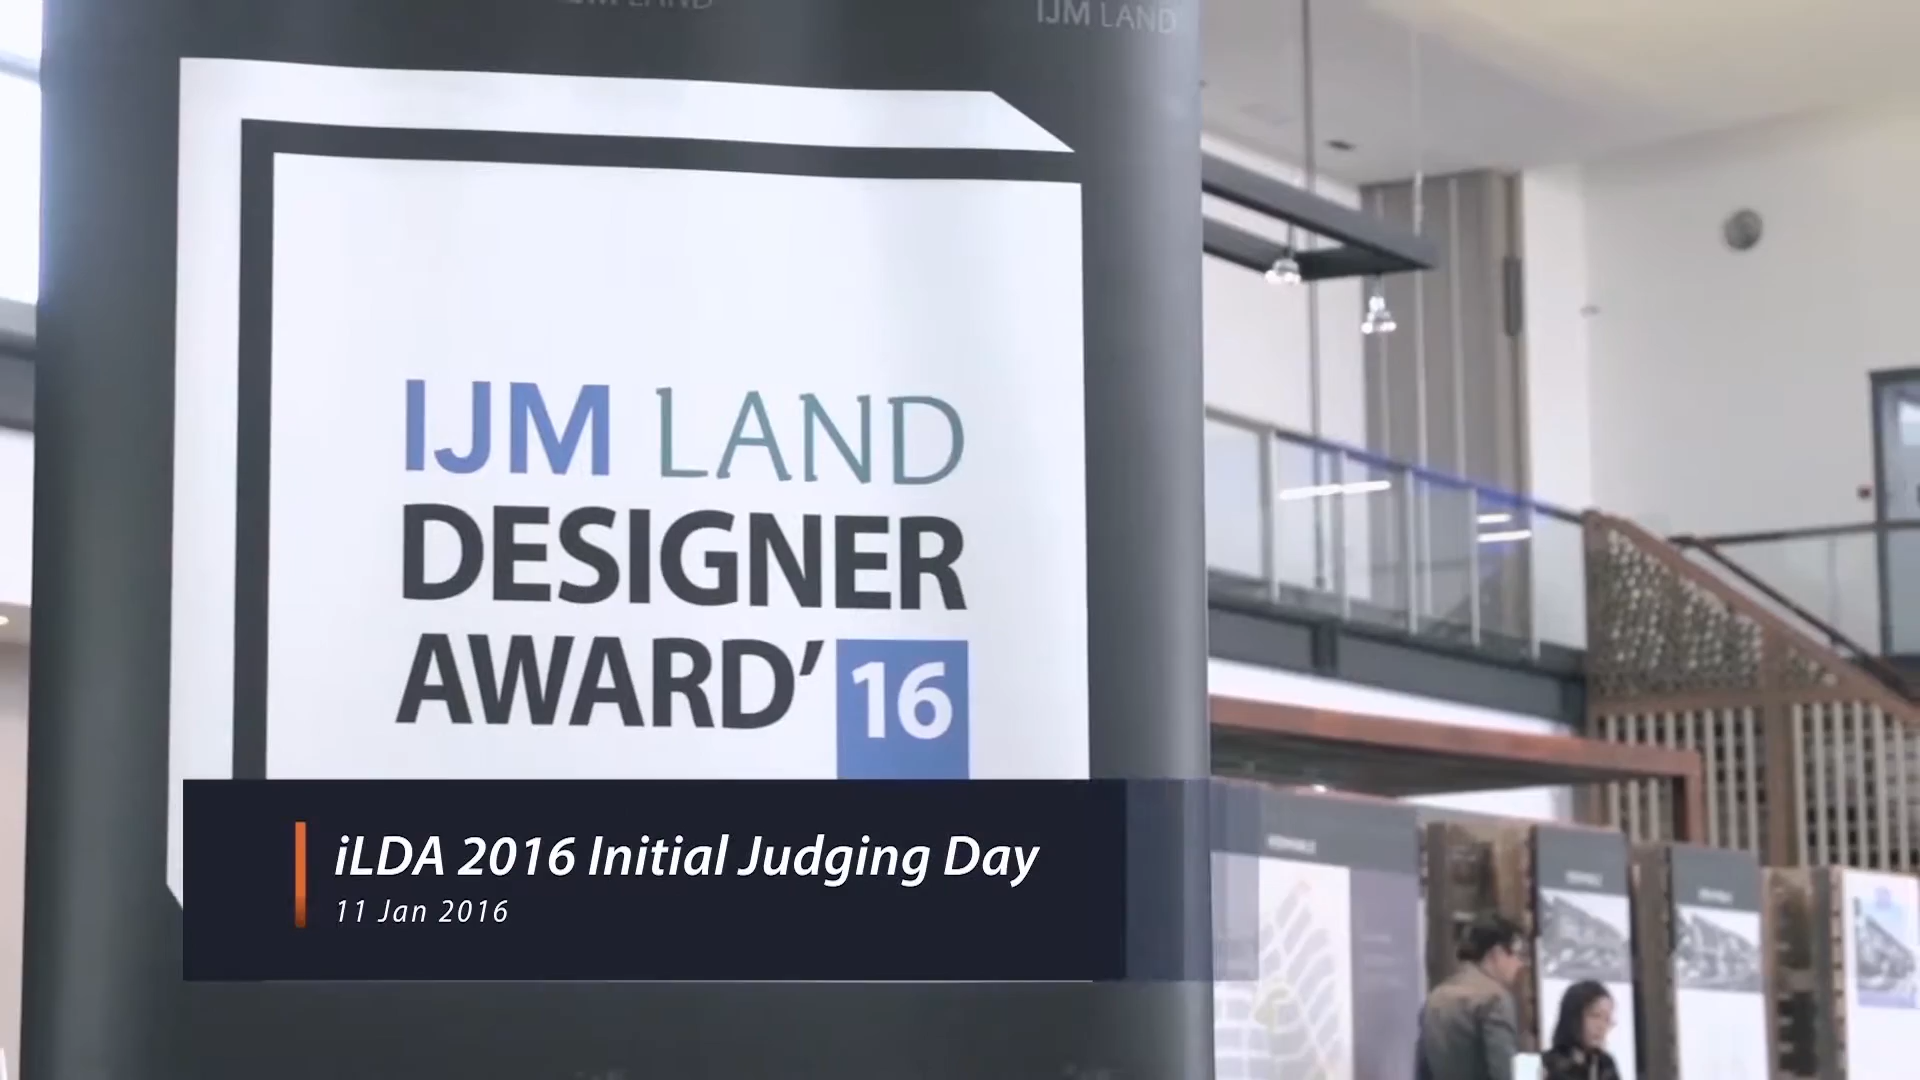 IJM LAND
IJM LAND
DESIGNER
AWARD’16
iLDA 2016 Initial Judging Day
11 Jan 2016